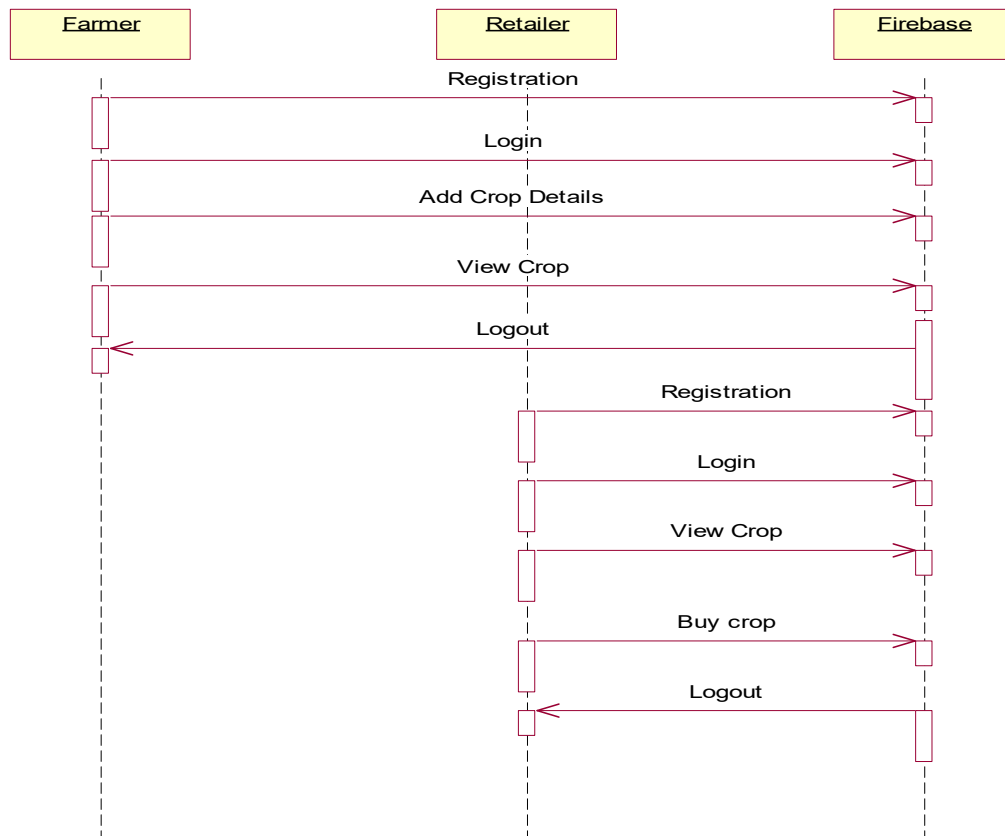 Farmer
Retailer
Firebase
Registration
Login
Add Crop Details
View Crop
Logout
Registration
Login
View Crop
Buy crop
Logout